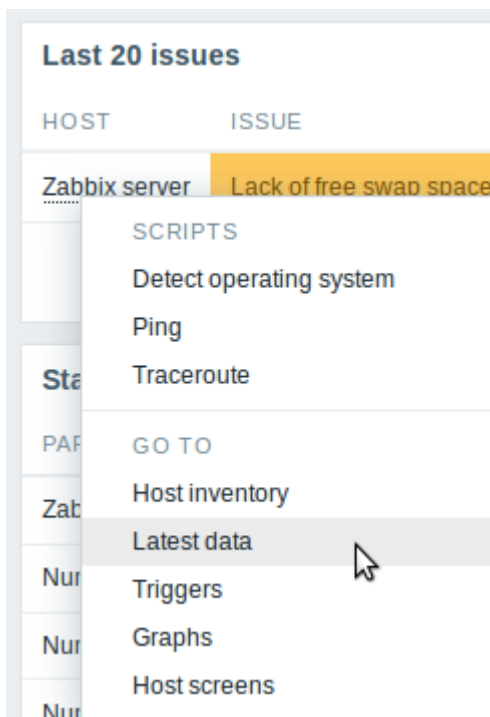 Last 20 issues
HOST ISSUE
Zabbix server Lack of free swap space
SCRIPTS
Detect operating system
Ping
Traceroute
GO TO
Host inventory
Latest data
Triggers
Graphs
Host screens